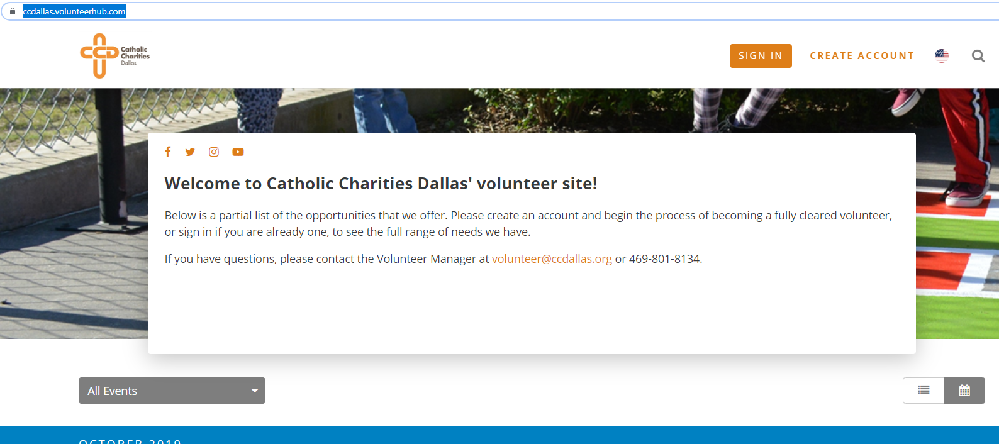 ccdallas.volunteerhub.com
CCD
Catholic
Charities
Dallas
SIGN IN
CREATE ACCOUNT
Welcome to Catholic Charities Dallas' volunteer site!
Below is a partial list of the opportunities that we offer. Please create an account and begin the process of becoming a fully cleared volunteer,
or sign in if you are already one, to see the full range of needs we have.
If you have questions, please contact the Volunteer Manager at volunteer@ccdallas.org or 469-801-8134.
All Events
OCTOBER 2019